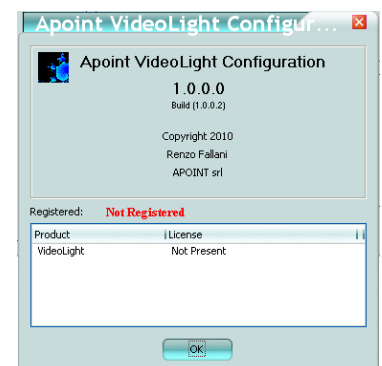 Apoint VideoLight Configur...
Apoint VideoLight Configuration
1.0.0.0
Build (1.0.0.2)
Copyright 2010
Renzo Fallani
APOINT srl
Registered: Not Registered
Product License
VideoLight Not Present
OK